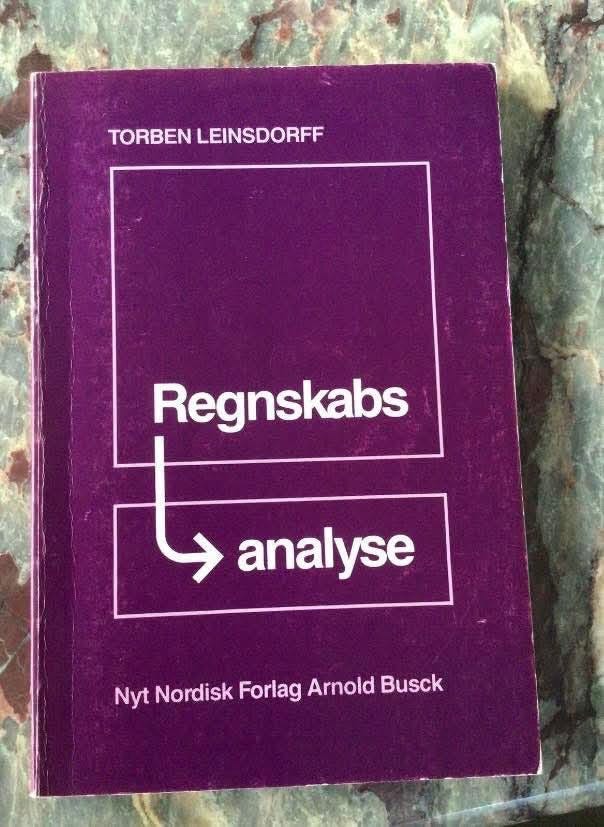 TORBEN LEINSDORFF
Regnskabs
analyse
Nyt Nordisk Forlag Arnold Busck